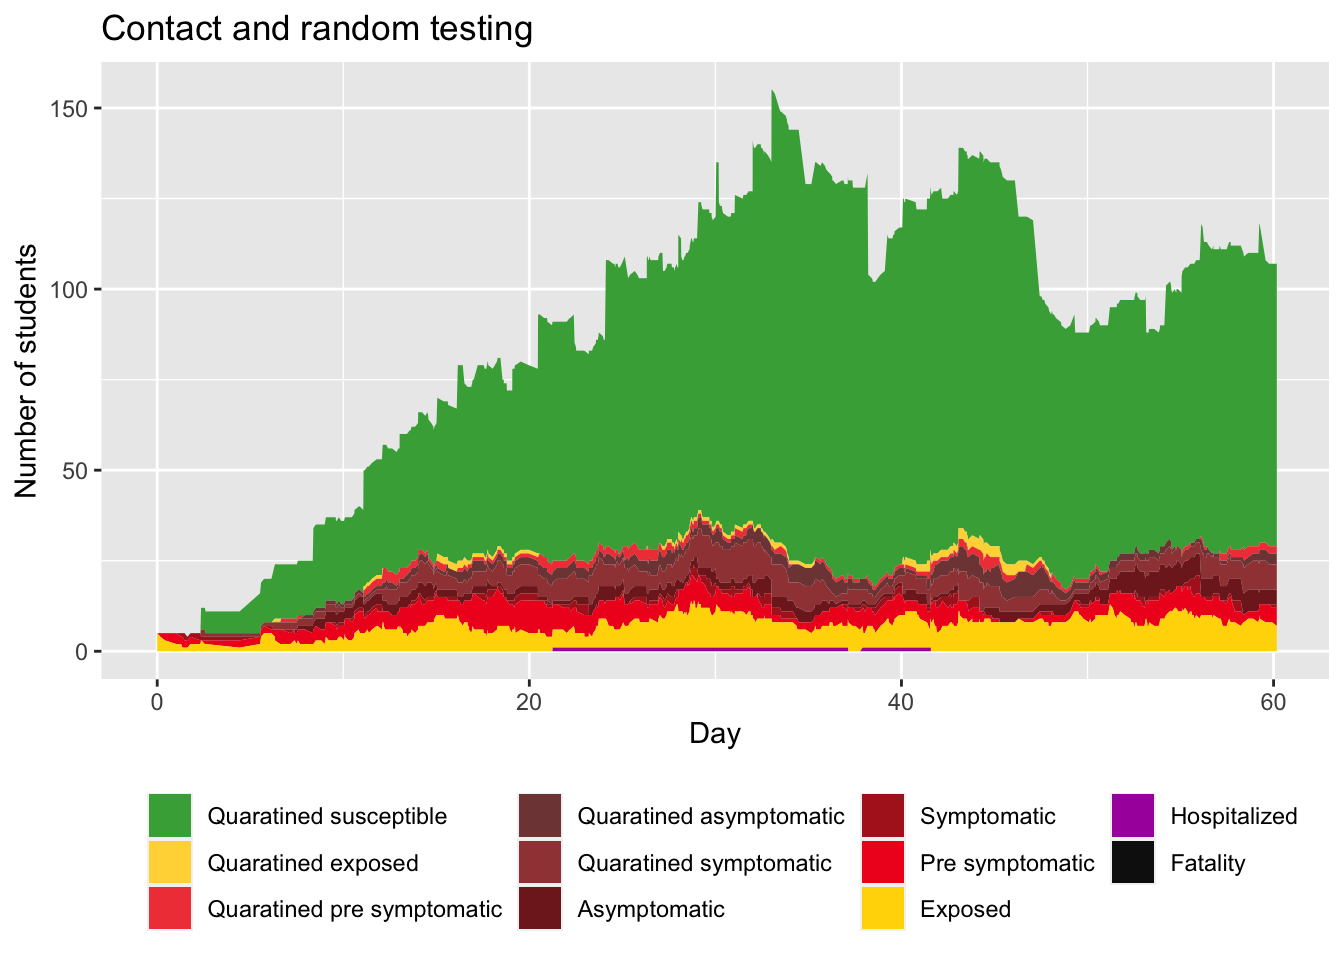 Contact and random testing
Number of students
150
100
50
0
0 20 40 60
Day
Quaratined susceptible Quaratined asymptomatic Symptomatic Hospitalized
Quaratined exposed Quaratined symptomatic Pre symptomatic Fatality
Quaratined pre symptomatic Asymptomatic Exposed